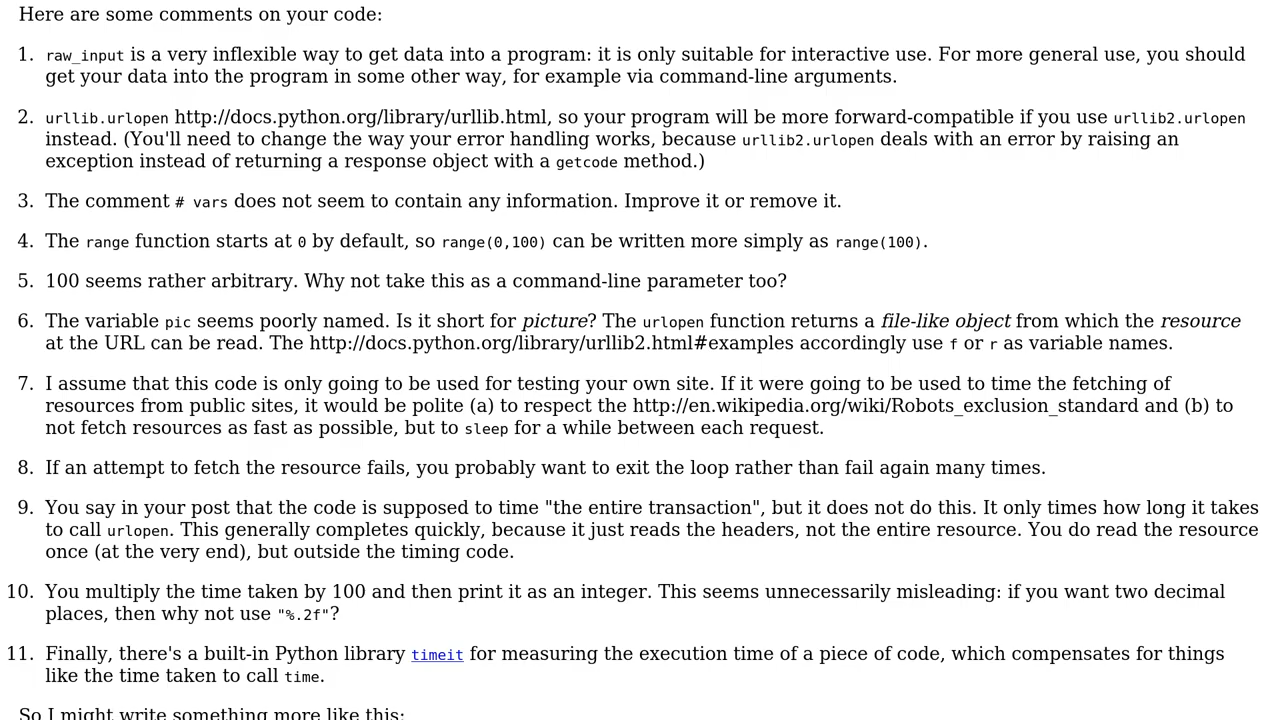 Here are some comments on your code:
1. raw_input is a very inflexible way to get data into a program: it is only suitable for interactive use. For more general use, you should
get your data into the program in some other way, for example via command-line arguments.
2. urllib.urlopen http://docs.python.org/library/urllib.html, so your program will be more forward-compatible if you use urllib2.urlopen
instead. (You'll need to change the way your error handling works, because urllib2.urlopen deals with an error by raising an
exception instead of returning a response object with a getcode method.)
3. The comment # vars does not seem to contain any information. Improve it or remove it.
4. The range function starts at 0 by default, so range(0,100) can be written more simply as range(100).
5. 100 seems rather arbitrary. Why not take this as a command-line parameter too?
6. The variable pic seems poorly named. Is it short for picture? The urlopen function returns a file-like object from which the resource
at the URL can be read. The http://docs.python.org/library/urllib2.html#examples accordingly use f or r as variable names.
7. I assume that this code is only going to be used for testing your own site. If it were going to be used to time the fetching of
resources from public sites, it would be polite (a) to respect the http://en.wikipedia.org/wiki/Robots_exclusion_standard and (b) to
not fetch resources as fast as possible, but to sleep for a while between each request.
8. If an attempt to fetch the resource fails, you probably want to exit the loop rather than fail again many times.
9. You say in your post that the code is supposed to time "the entire transaction", but it does not do this. It only times how long it takes
to call urlopen. This generally completes quickly, because it just reads the headers, not the entire resource. You do read the resource
once (at the very end), but outside the timing code.
10. You multiply the time taken by 100 and then print it as an integer. This seems unnecessarily misleading: if you want two decimal
places, then why not use "%.2f"?
11. Finally, there's a built-in Python library timeit for measuring the execution time of a piece of code, which compensates for things
like the time taken to call time.
So I might write something more like this: